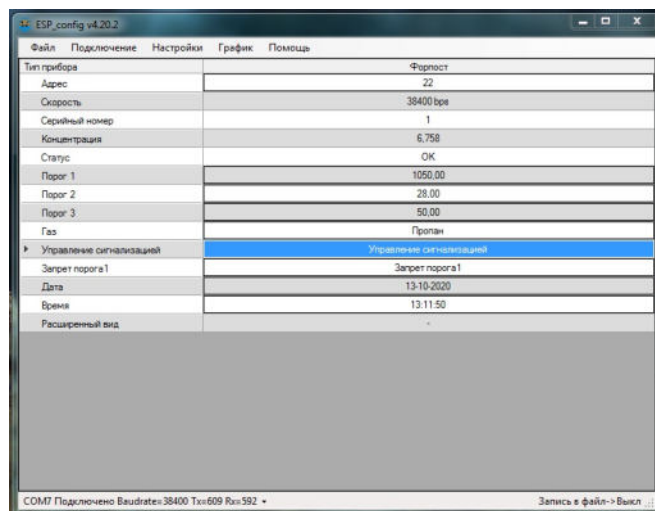 ESP_config v4.20.2
Файл Подключение Настройки График Помощь
Тип прибора Форпост
Адрес 22
Скорость 38400 bps
Серийный номер 1
Концентрация 6,758
Статус OK
Порог 1 1050,00
Порог 2 28,00
Порог 3 50,00
Газ Пропан
Управление сигнализацией Управление сигнализацией
Запрет порога1 Запрет порога1
Дата 13-10-2020
Время 13:11:50
Расширенный вид -
COM7 Подключено Baudrate=38400 Tx=609 Rx=592 Запись в файл->Выкл